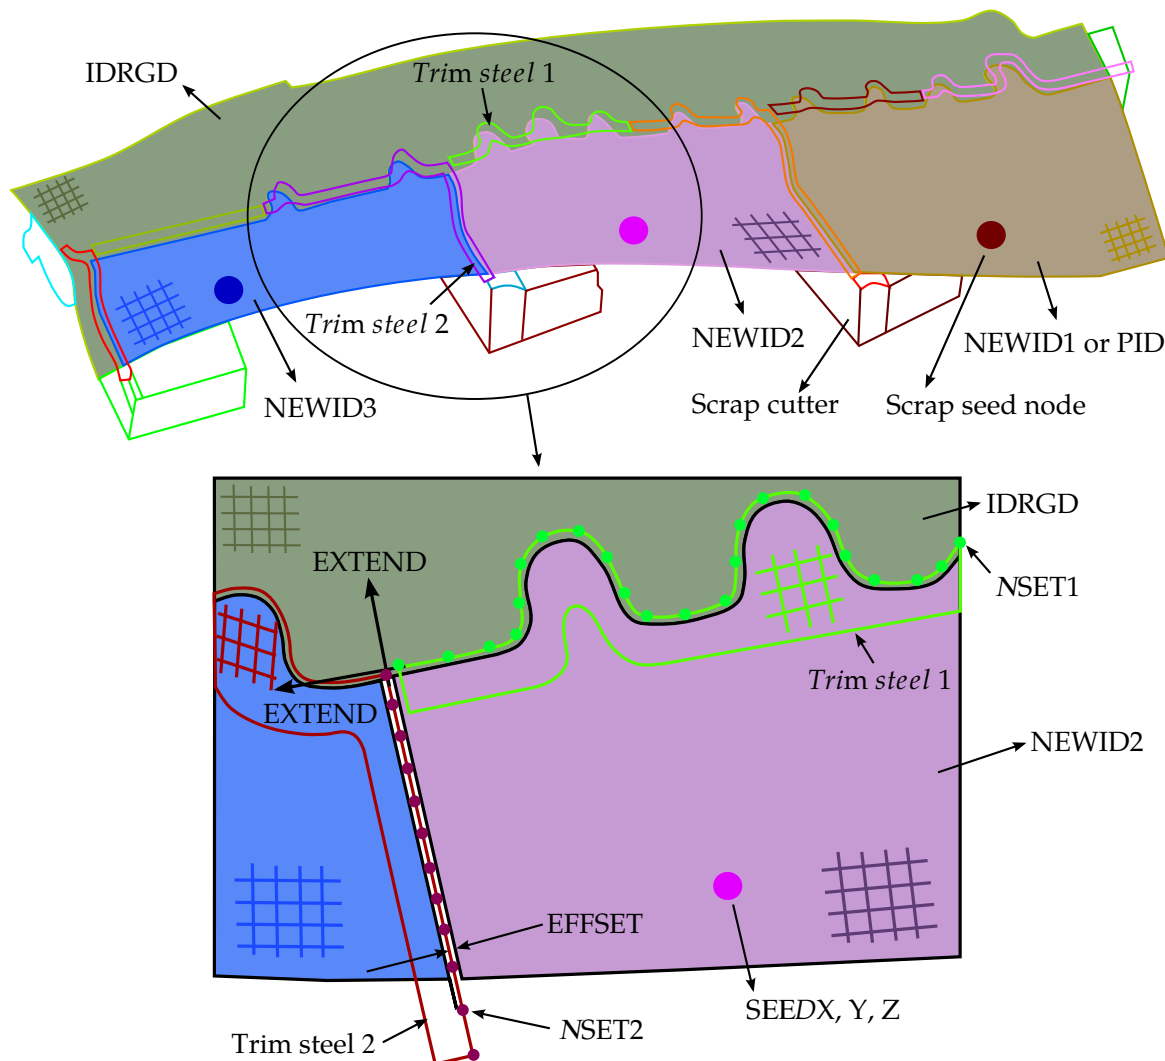 IDRGD
Trim steel 1
Trim steel 2
NEWID2
NEWID1 or PID
NEWID3
Scrap cutter
Scrap seed node
IDRGD
EXTEND
NSET1
Trim steel 1
EXTEND
NEWID2
EFFSET
SEEDX, Y, Z
NSET2
Trim steel 2